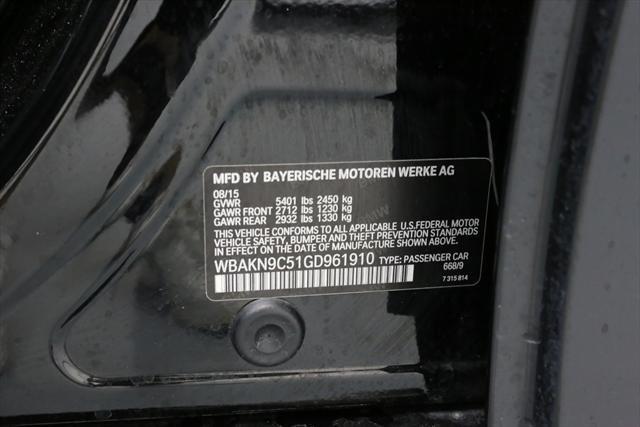 MFD BY BAYERISCHE MOTOREN WERKE AG
08/15
GVWR 5401 lbs 2450 kg
GAWR FRONT 2712 lbs 1230 kg
GAWR REAR 2932 lbs 1330 kg
THIS VEHICLE CONFORMS TO ALL APPLICABLE U.S.FEDERAL MOTOR
VEHICLE SAFETY, BUMPER AND THEFT PREVENTION STANDARDS
IN EFFECT ON THE DATE OF MANUFACTURE SHOWN ABOVE.
WBAKN9C51GD961910 TYPE: PASSENGER CAR
668/9
7 315 814